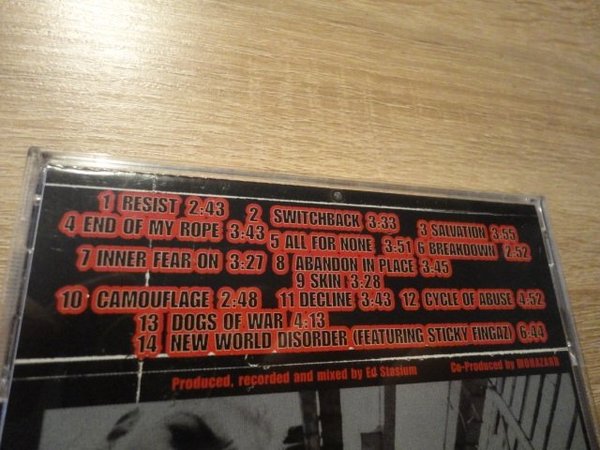 1 RESIST 2:43 2 SWITCHBACK 3:33 3 SALVATION 3:55
4 END OF MY ROPE 3:43 5 ALL FOR NONE 3:51 6 BREAKDOWN 2:52
7 INNER FEAR ON 3:27 8 ABANDON IN PLACE 3:45
9 SKIN 3:28
10 CAMOUFLAGE 2:48 11 DECLINE 3:43 12 CYCLE OF ABUSE 4:52
13 DOGS OF WAR 4:13
14 NEW WORLD DISORDER (FEATURING STICKY FINGAZ) 6:44
Produced, recorded and mixed by Ed Stasium Co-Produced by BIOHAZARD